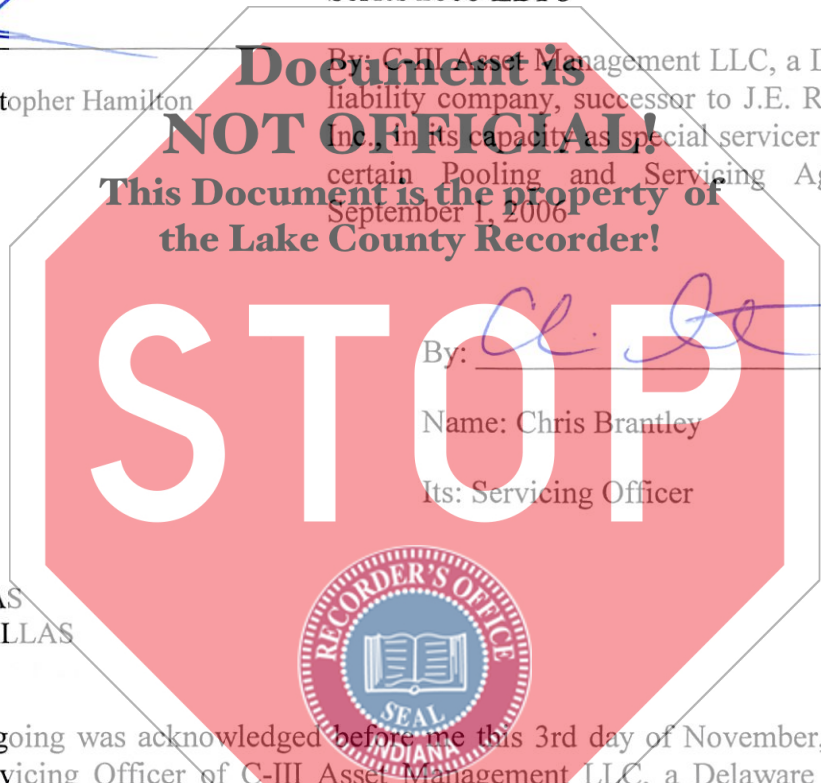 Document is
NOT OFFICIAL!
This Document is the property of
the Lake County Recorder!
STOP
By: C-III Asset Management LLC, a D
topher Hamilton
liability company, successor to J.E. R
Inc., in its capacity as special servicer
certain Pooling and Servicing Ag
September 1, 2006
By:
Name: Chris Brantley
Its: Servicing Officer
AS
LLAS
RECORDER'S OFFICE
SEAL
INDIANA
going was acknowledged before me this 3rd day of November,
vicing Officer of C-III Asset Management LLC, a Delaware